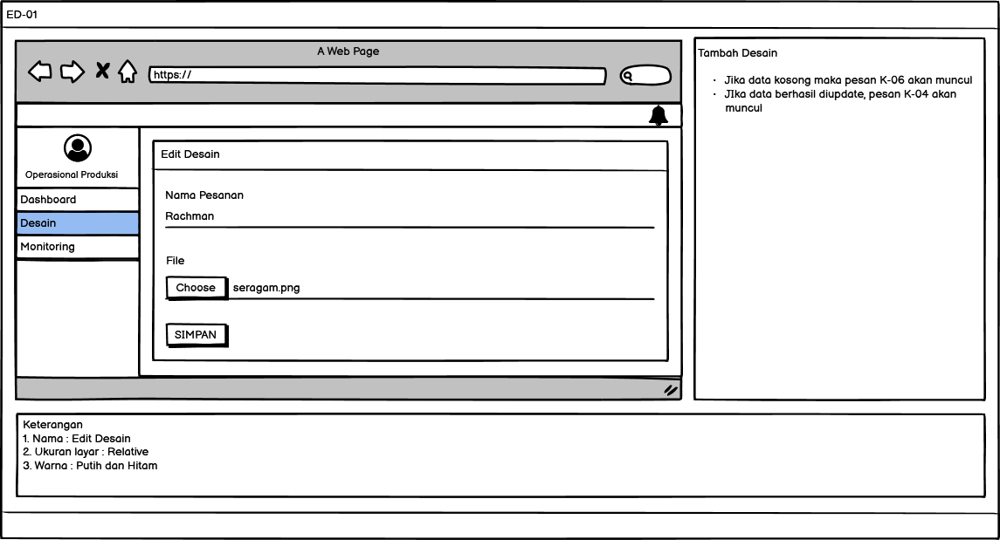 ED-01
A Web Page
https://
Operasional Produksi
Dashboard
Desain
Monitoring
Edit Desain
Nama Pesanan
Rachman
File
Choose seragam.png
SIMPAN
Tambah Desain
· Jika data kosong maka pesan K-06 akan muncul
· JIka data berhasil diupdate, pesan K-04 akan
muncul
Keterangan
1. Nama : Edit Desain
2. Ukuran layar : Relative
3. Warna : Putih dan Hitam